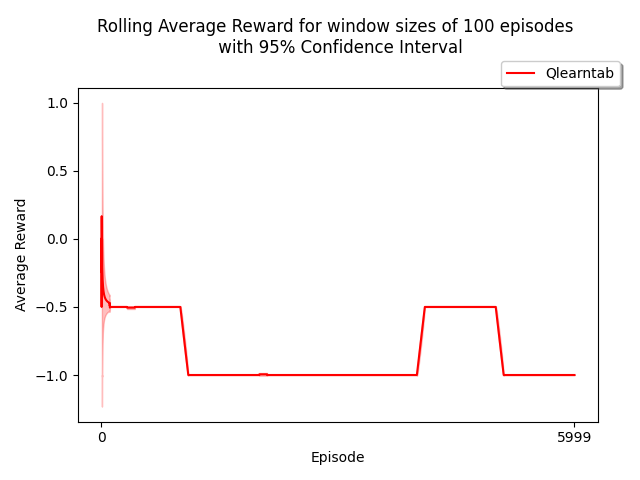 Rolling Average Reward for window sizes of 100 episodes
with 95% Confidence Interval
Qlearntab
1.0
0.5
0.0
−0.5
−1.0
Average Reward
0
5999
Episode